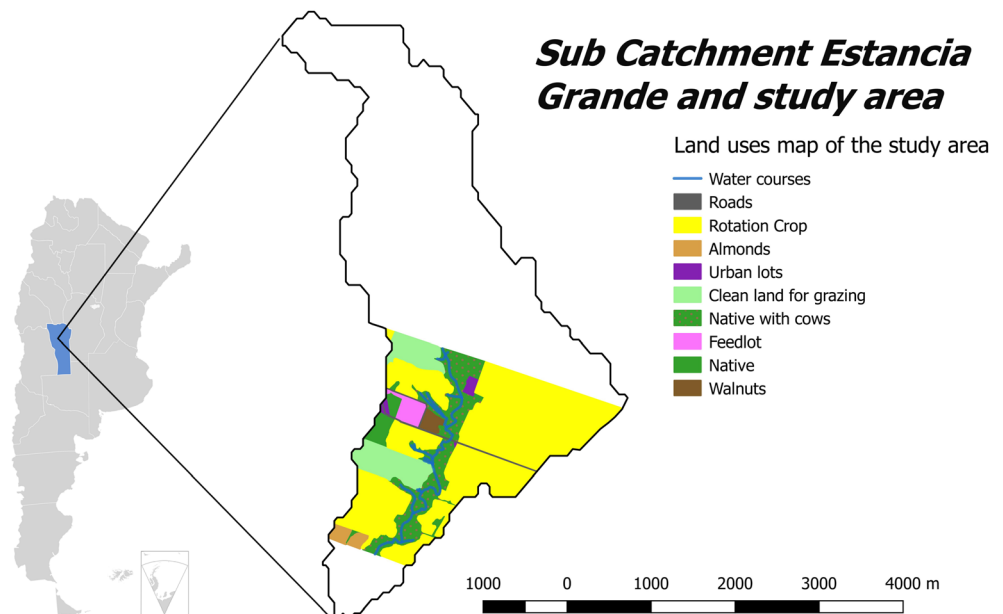 Sub Catchment Estancia
Grande and study area
Land uses map of the study area
Water courses
Roads
Rotation Crop
Almonds
Urban lots
Clean land for grazing
Native with cows
Feedlot
Native
Walnuts
1000 0 1000 2000 3000 4000 m